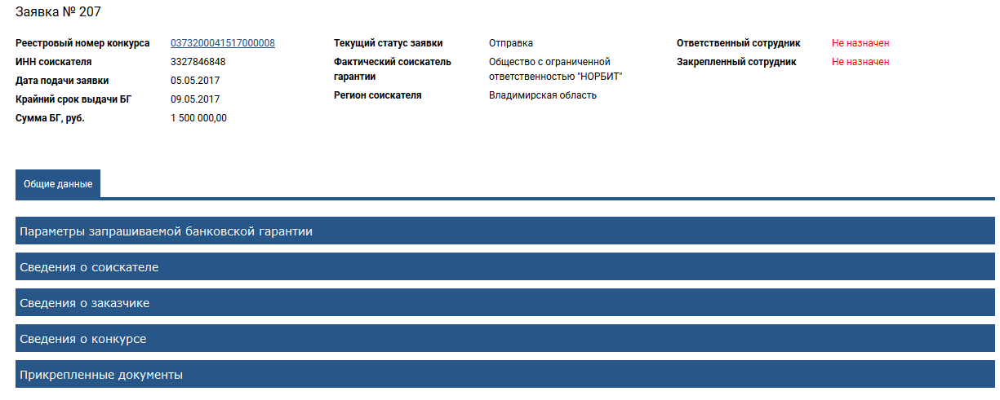 Заявка № 207
Реестровый номер конкурса 0373200041517000008
ИНН соискателя 3327846848
Дата подачи заявки 05.05.2017
Крайний срок выдачи БГ 09.05.2017
Сумма БГ, руб. 1 500 000,00
Текущий статус заявки Отправка
Фактический соискатель Общество с ограниченной
гарантии ответственностью "НОРБИТ"
Регион соискателя Владимирская область
Ответственный сотрудник Не назначен
Закрепленный сотрудник Не назначен
Общие данные
Параметры запрашиваемой банковской гарантии
Сведения о соискателе
Сведения о заказчике
Сведения о конкурсе
Прикрепленные документы